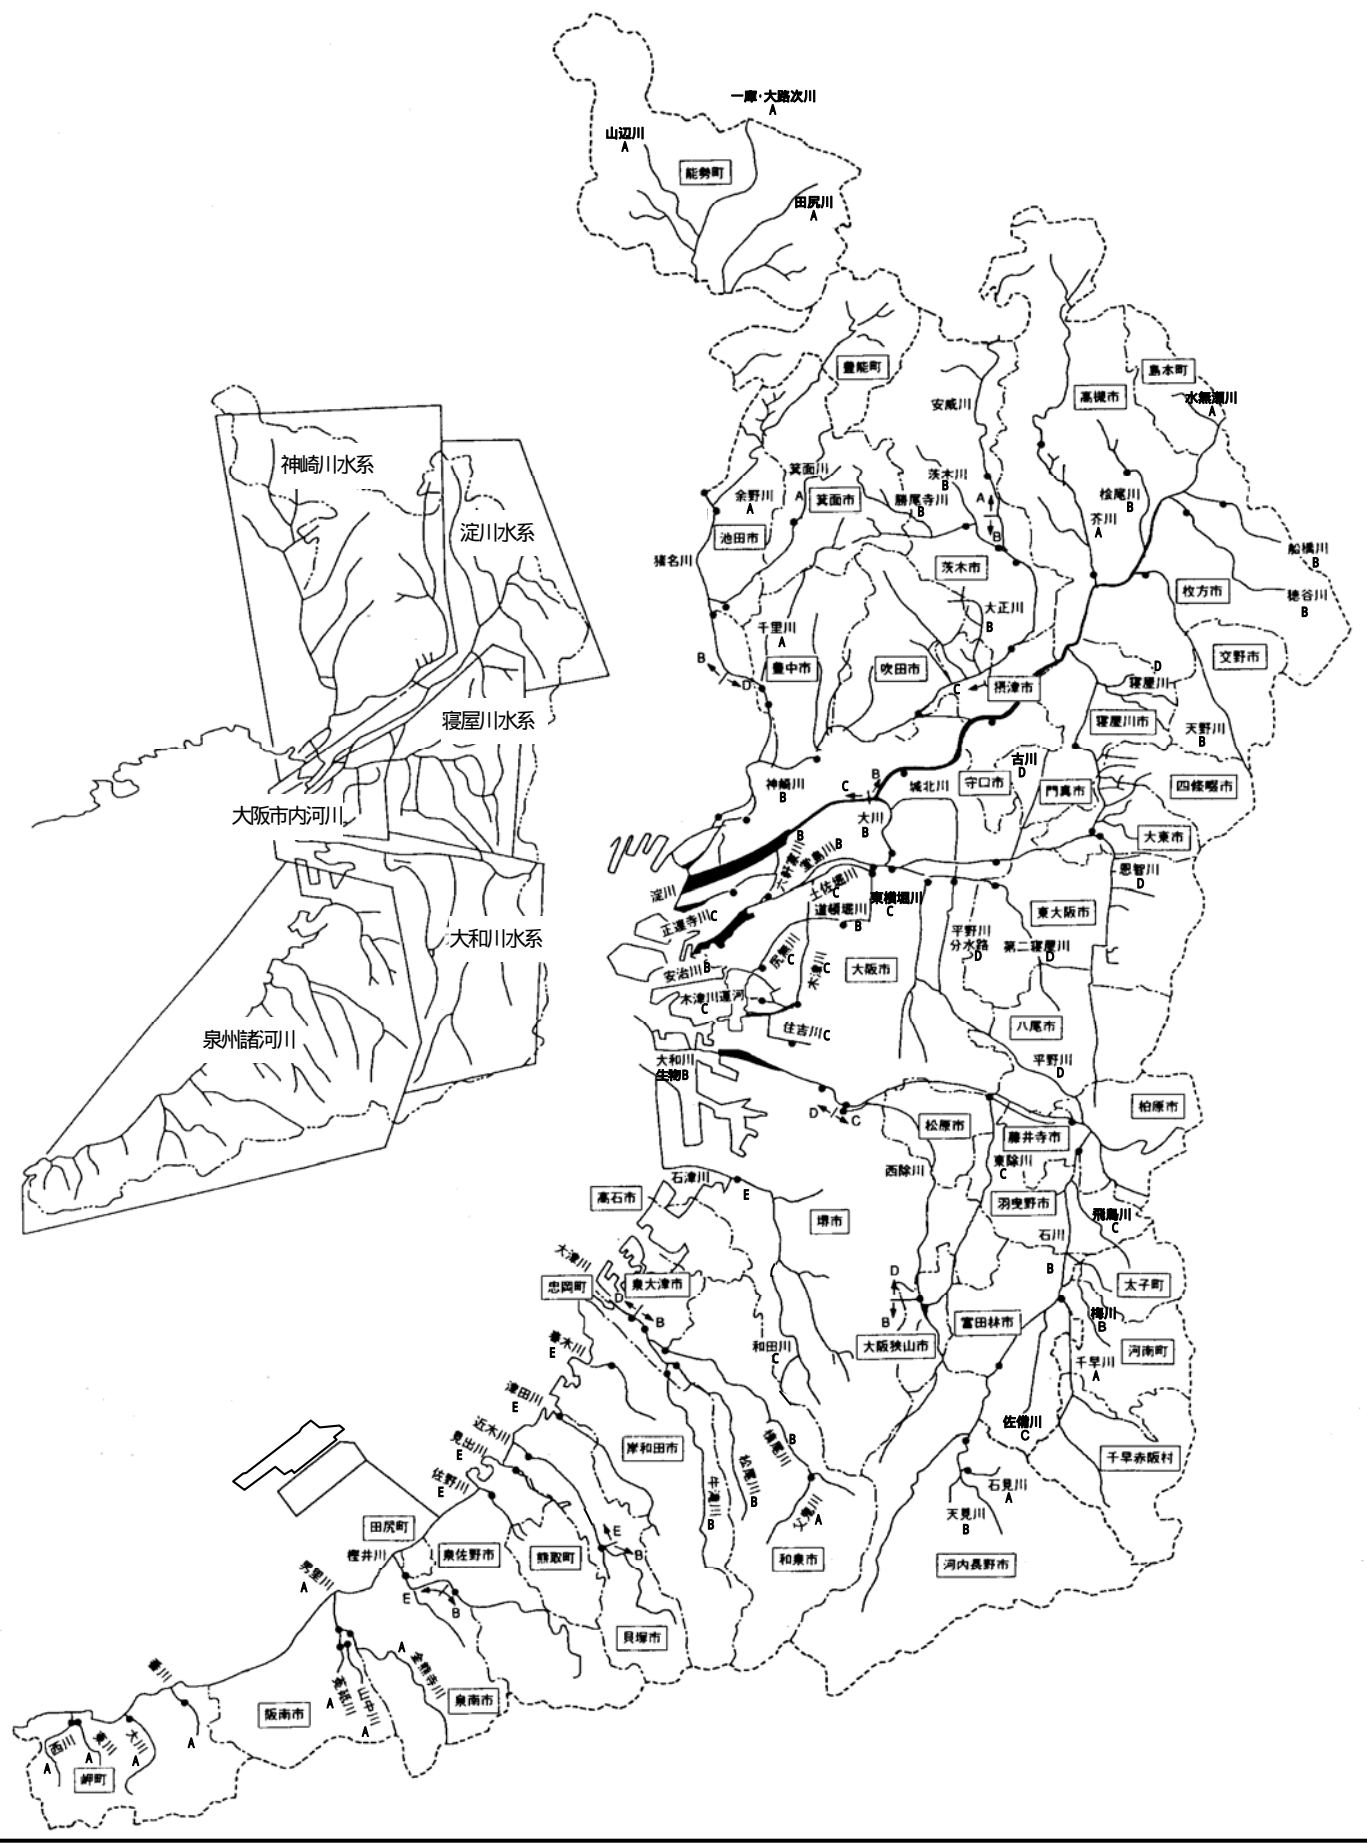 一庫・大路次川
A
山辺川
A
能勢町
田尻川
A
豊能町
島本町
高槻市
水無瀬川
A
安威川
神崎川水系
淀川水系
寝屋川水系
大阪市内河川
大和川水系
泉州諸河川
箕面川
A
茨木川
B
余野川
A
箕面市
勝尾寺川
B
A
B
桧尾川
B
芥川
A
池田市
猪名川
茨木市
船橋川
B
枚方市
穂谷川
B
大正川
B
千里川
A
豊中市
吹田市
交野市
B
D
C
摂津市
D
寝屋川
寝屋川市
天野川
B
古川
D
守口市
門真市
四條畷市
神崎川
B
C
B
城北川
大川
B
大東市
B
六軒家川
堂島川
B
恩智川
D
淀川
土佐堀川
C
東横堀川
C
道頓堀川
B
東大阪市
正蓮寺川
C
平野川
分水路
D
第二寝屋川
D
安治川
B
尻無川
C
木津川
C
大阪市
木津川運河
C
住吉川
C
八尾市
大和川
生物B
平野川
D
柏原市
D
C
松原市
藤井寺市
西除川
東除川
C
石津川
E
高石市
堺市
羽曳野市
石川
B
飛鳥川
C
大津川
忠岡町
泉大津市
D
B
D
B
太子町
梅川
B
富田林市
河南町
春木川
E
和田川
C
大阪狭山市
千早川
A
津田川
E
佐備川
C
近木川
見出川
E
岸和田市
槇尾川
B
松尾川
B
牛滝川
B
千早赤阪村
佐野川
E
父鬼川
A
石見川
A
天見川
B
田尻町
樫井川
泉佐野市
熊取町
E
B
和泉市
河内長野市
男里川
A
E
B
貝塚市
A
金熊寺川
番川
A
菟砥川
A
山中川
A
泉南市
阪南市
西川
A
東川
A
大川
A
岬町